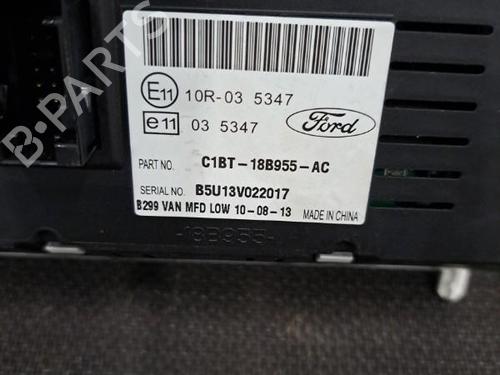 B-PARTS
E11 10R-03 5347
e11 03 5347
Ford
PART NO. C1BT-18B955-AC
SERIAL NO. B5U13V022017
B299 VAN MFD LOW 10-08-13 MADE IN CHINA
-18B955-